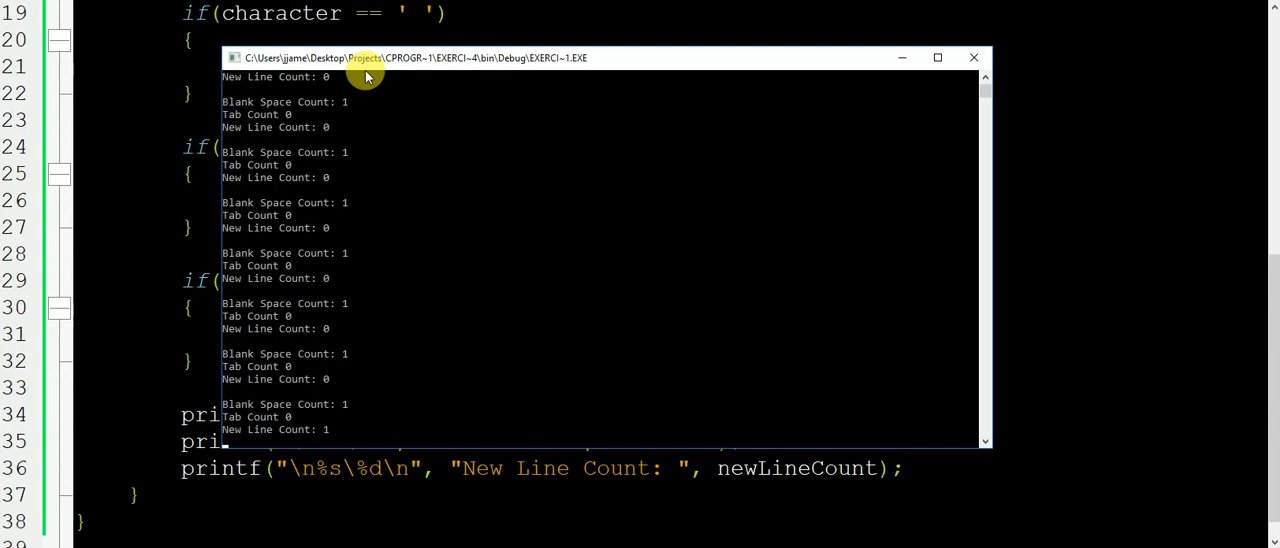 19 if(character == ' ')
20 {
21
22 }
23
24 if(
25 {
26
27 }
28
29 if(
30 {
31
32 }
33
34 pri
35 pri
36 printf("\n%s\%d\n", "New Line Count: ", newLineCount);
37 }
38 }
39
C:\Users\jjame\Desktop\Projects\CPROGR~1\EXERCI~4\bin\Debug\EXERCI~1.EXE
New Line Count: 0
Blank Space Count: 1
Tab Count 0
New Line Count: 0
Blank Space Count: 1
Tab Count 0
New Line Count: 0
Blank Space Count: 1
Tab Count 0
New Line Count: 0
Blank Space Count: 1
Tab Count 0
New Line Count: 0
Blank Space Count: 1
Tab Count 0
New Line Count: 0
Blank Space Count: 1
Tab Count 0
New Line Count: 0
Blank Space Count: 1
Tab Count 0
New Line Count: 1